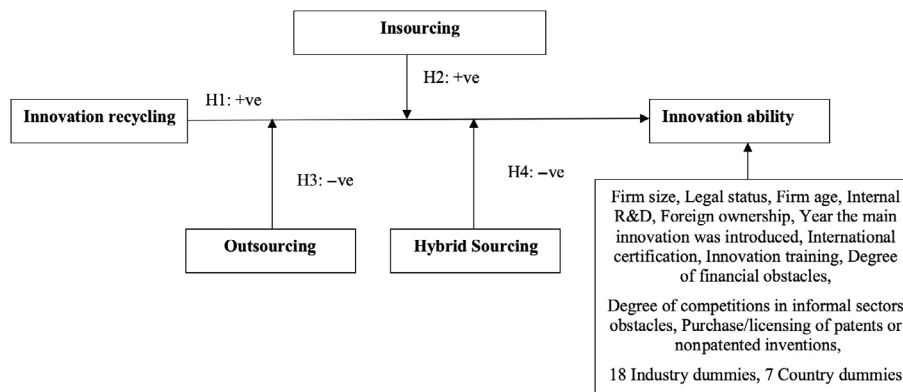 Insourcing
H2: +ve
H1: +ve
Innovation recycling
Innovation ability
H3: –ve
H4: –ve
Outsourcing
Hybrid Sourcing
Firm size, Legal status, Firm age, Internal
R&D, Foreign ownership, Year the main
innovation was introduced, International
certification, Innovation training, Degree
of financial obstacles,
Degree of competitions in informal sectors
obstacles, Purchase/licensing of patents or
nonpatented inventions,
18 Industry dummies, 7 Country dummies